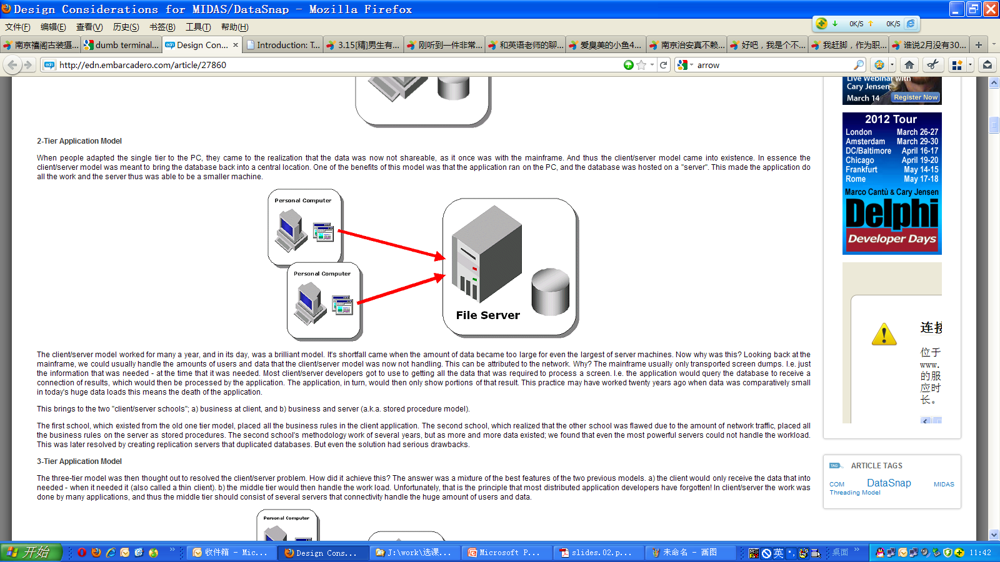 Design Considerations for MIDAS/DataSnap - Mozilla Firefox
文件(F) 编辑(E) 查看(V) 历史(S) 书签(B) 工具(T) 帮助(H)
0K/S 0K/S
南京禧阁古装摄... dumb terminal... Design Con... Introduction: T... 3.15[精]男生有... 刚听到一件非常... 和英语老师的聊... 爱臭美的小鱼4... 南京治安真不赖... 好吧，我是个不... 我赶脚，作为职... 谁说2月没有30...
http://edn.embarcadero.com/article/27860
arrow
2-Tier Application Model
When people adapted the single tier to the PC, they came to the realization that the data was now not shareable, as it once was with the mainframe. And thus the client/server model came into existence. In essence the
client/server model was meant to bring the database back into a central location. One of the benefits of this model was that the application ran on the PC, and the database was hosted on a "server". This made the application do
all the work and the server thus was able to be a smaller machine.
Personal Computer
Personal Computer
File Server
The client/server model worked for many a year, and in its day, was a brilliant model. It's shortfall came when the amount of data became too large for even the largest of server machines. Now why was this? Looking back at the
mainframe, we could usually handle the amounts of users and data that the client/server model was now not handling. This can be attributed to the network. Why? The mainframe usually only transported screen dumps. I.e. just
the information that was needed - at the time that it was needed. Most client/server developers got to use to getting all the data that was required to process a screen. I.e. the application would query the database to receive a
connection of results, which would then be processed by the application. The application, in turn, would then only show portions of that result. This practice may have worked twenty years ago when data was comparatively small
in today's huge data loads this means the death of the application.
This brings to the two "client/server schools"; a) business at client, and b) business and server (a.k.a. stored procedure model).
The first school, which existed from the old one tier model, placed all the business rules in the client application. The second school, which realized that the other school was flawed due to the amount of network traffic, placed all
the business rules on the server as stored procedures. The second school's methodology work of several years, but as more and more data existed; we found that even the most powerful servers could not handle the workload.
This was later resolved by creating replication servers that duplicated databases. But even the solution had serious drawbacks.
3-Tier Application Model
The three-tier model was then thought out to resolved the client/server problem. How did it achieve this? The answer was a mixture of the best features of the two previous models. a) the client would only receive the data that into
needed - when it needed it (also called a thin client). b) the middle tier would then handle the work load. Unfortunately, that is the principle that most distributed application developers have forgotten! In client/server the work was
done by many applications, and thus the middle tier should consist of several servers that connectivity handle the huge amount of users and data.
Personal Computer
Live Webinar with
Cary Jensen
March 14 Register Now
2012 Tour
London March 26-27
Amsterdam March 29-30
DC/Baltimore April 16-17
Chicago April 19-20
Frankfurt May 14-15
Rome May 17-18
Marco Cantù & Cary Jensen
Delphi
Developer Days
连接
位于
www.
的服
应时
长。
TAG ARTICLE TAGS
COM DataSnap MIDAS
Threading Model
开始 收件箱 - Mic... Design Cons... J:\work\选课... Microsoft P... slides.02.p... 未命名 - 画图 英 桌面 11:42